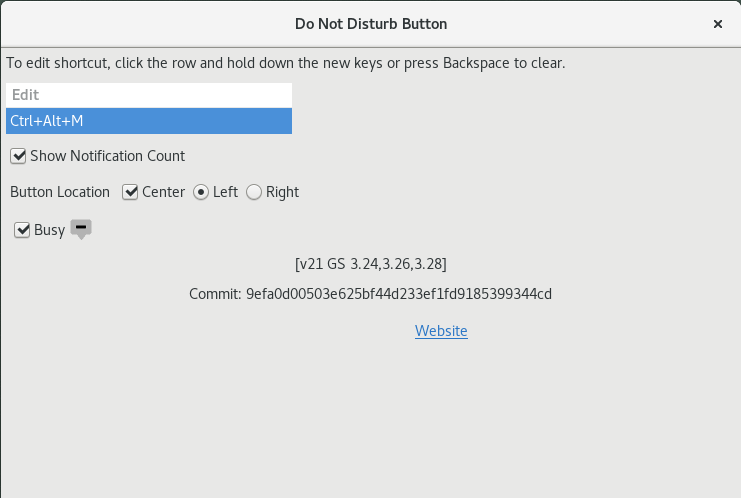 Do Not Disturb Button
To edit shortcut, click the row and hold down the new keys or press Backspace to clear.
Edit
Ctrl+Alt+M
Show Notification Count
Button Location Center Left Right
Busy
[v21 GS 3.24,3.26,3.28]
Commit: 9efa0d00503e625bf44d233ef1fd9185399344cd
Website